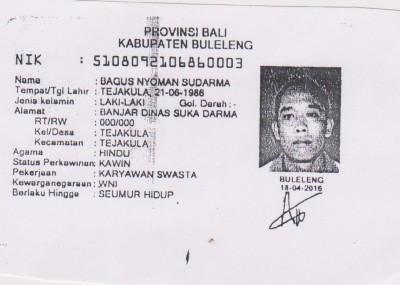 PROVINSI BALI
KABUPATEN BULELENG
NIK : 5108092106860003
Nama : BAGUS NYOMAN SUDARMA
Tempat/Tgl Lahir : TEJAKULA, 21-06-1986
Jenis kelamin : LAKI-LAKI Gol. Darah : -
Alamat : BANJAR DINAS SUKA DARMA
RT/RW : 000/000
Kel/Desa : TEJAKULA
Kecamatan : TEJAKULA
Agama : HINDU
Status Perkawinan: KAWIN
Pekerjaan : KARYAWAN SWASTA
Kewarganegaraan: WNI
Berlaku Hingga : SEUMUR HIDUP
BULELENG
18-04-2016